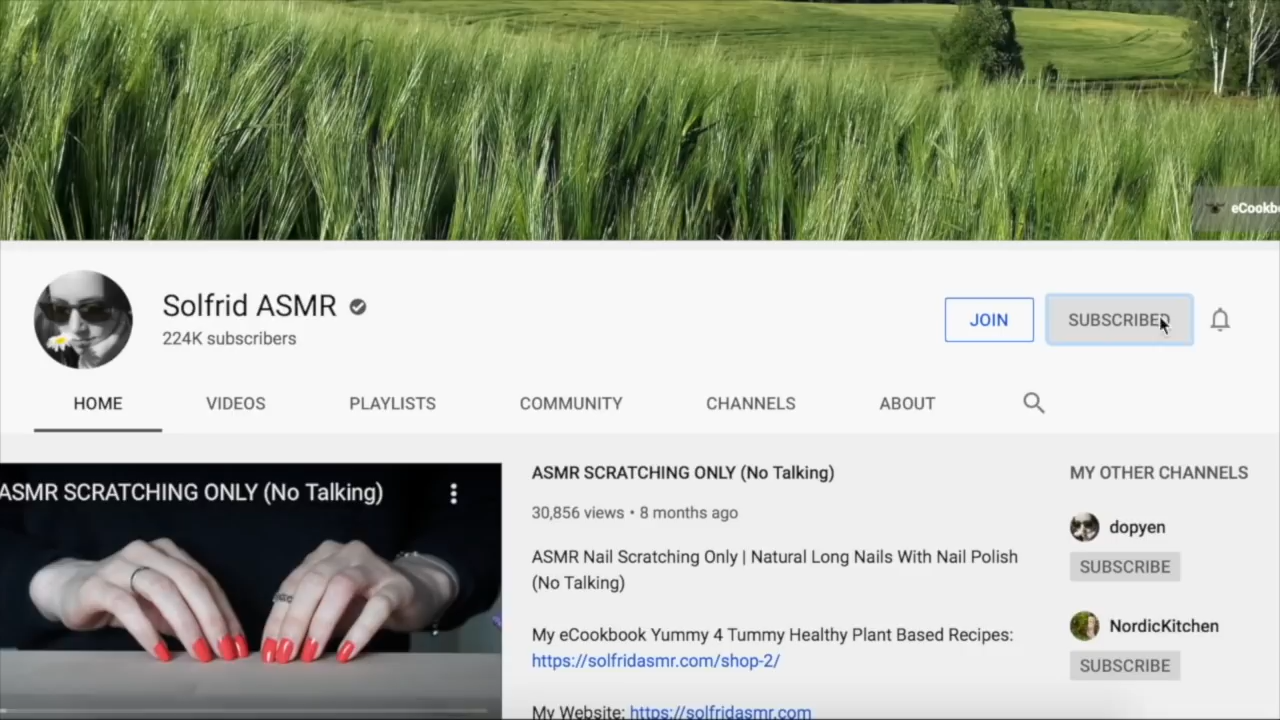 eCookb
Solfrid ASMR
224K subscribers
JOIN
SUBSCRIBED
HOME
VIDEOS
PLAYLISTS
COMMUNITY
CHANNELS
ABOUT
ASMR SCRATCHING ONLY (No Talking)
ASMR SCRATCHING ONLY (No Talking)
30,856 views • 8 months ago
ASMR Nail Scratching Only | Natural Long Nails With Nail Polish
(No Talking)
My eCookbook Yummy 4 Tummy Healthy Plant Based Recipes:
https://solfridasmr.com/shop-2/
My Website: https://solfridasmr.com
MY OTHER CHANNELS
dopyen
SUBSCRIBE
NordicKitchen
SUBSCRIBE